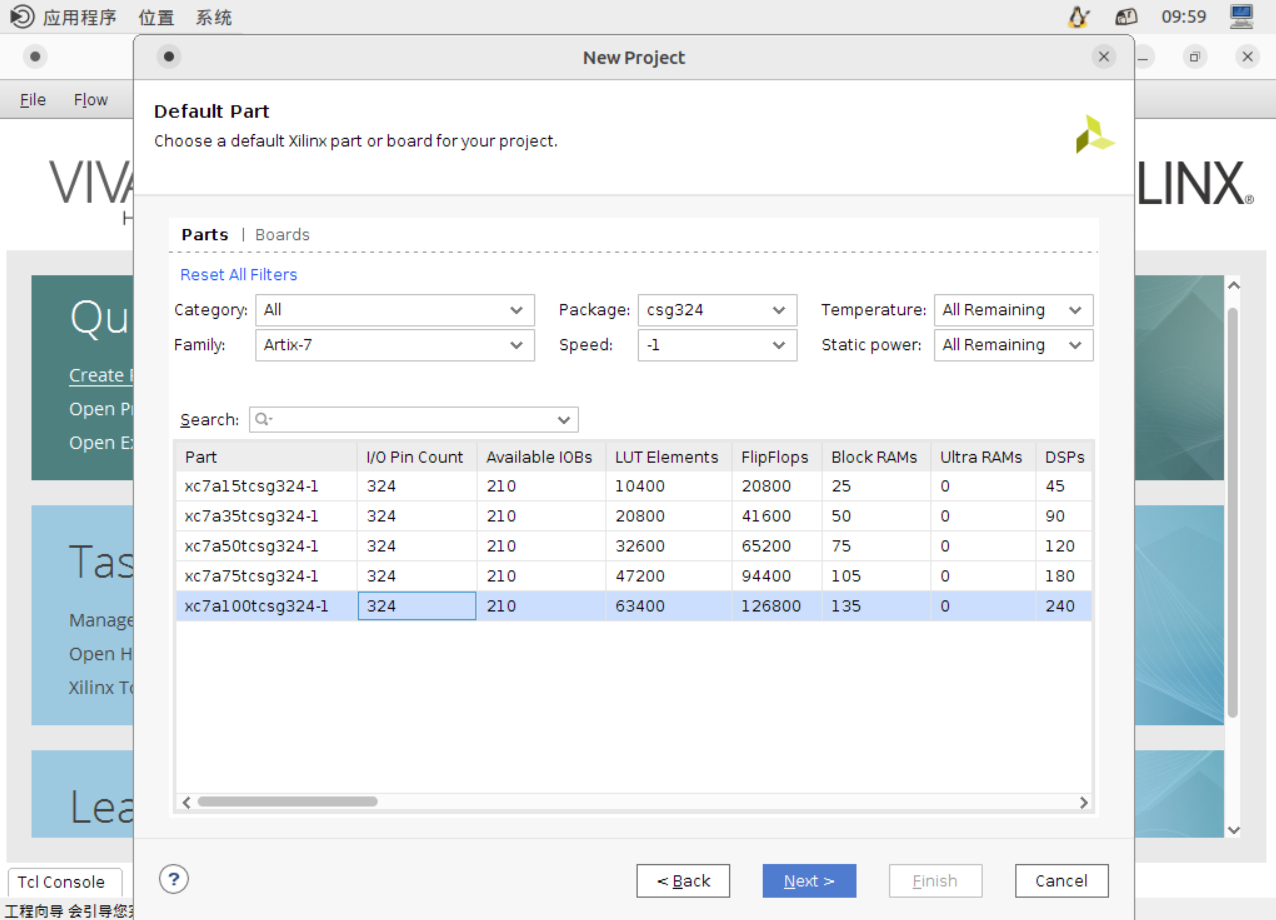 应用程序 位置 系统 09:59
New Project
File Flow
Default Part
Choose a default Xilinx part or board for your project.
VIVA LINX®
Parts | Boards
Reset All Filters
Category: All Package: csg324 Temperature: All Remaining
Family: Artix-7 Speed: -1 Static power: All Remaining
Search: Q-
Part I/O Pin Count Available IOBs LUT Elements FlipFlops Block RAMs Ultra RAMs DSPs
xc7a15tcsg324-1 324 210 10400 20800 25 0 45
xc7a35tcsg324-1 324 210 20800 41600 50 0 90
xc7a50tcsg324-1 324 210 32600 65200 75 0 120
xc7a75tcsg324-1 324 210 47200 94400 105 0 180
xc7a100tcsg324-1 324 210 63400 126800 135 0 240
Qu
Create
Open
Open
Tas
Manage
Open H
Xilinx To
Lea
? < Back Next > Finish Cancel
Tcl Console
工程向导 会引导您